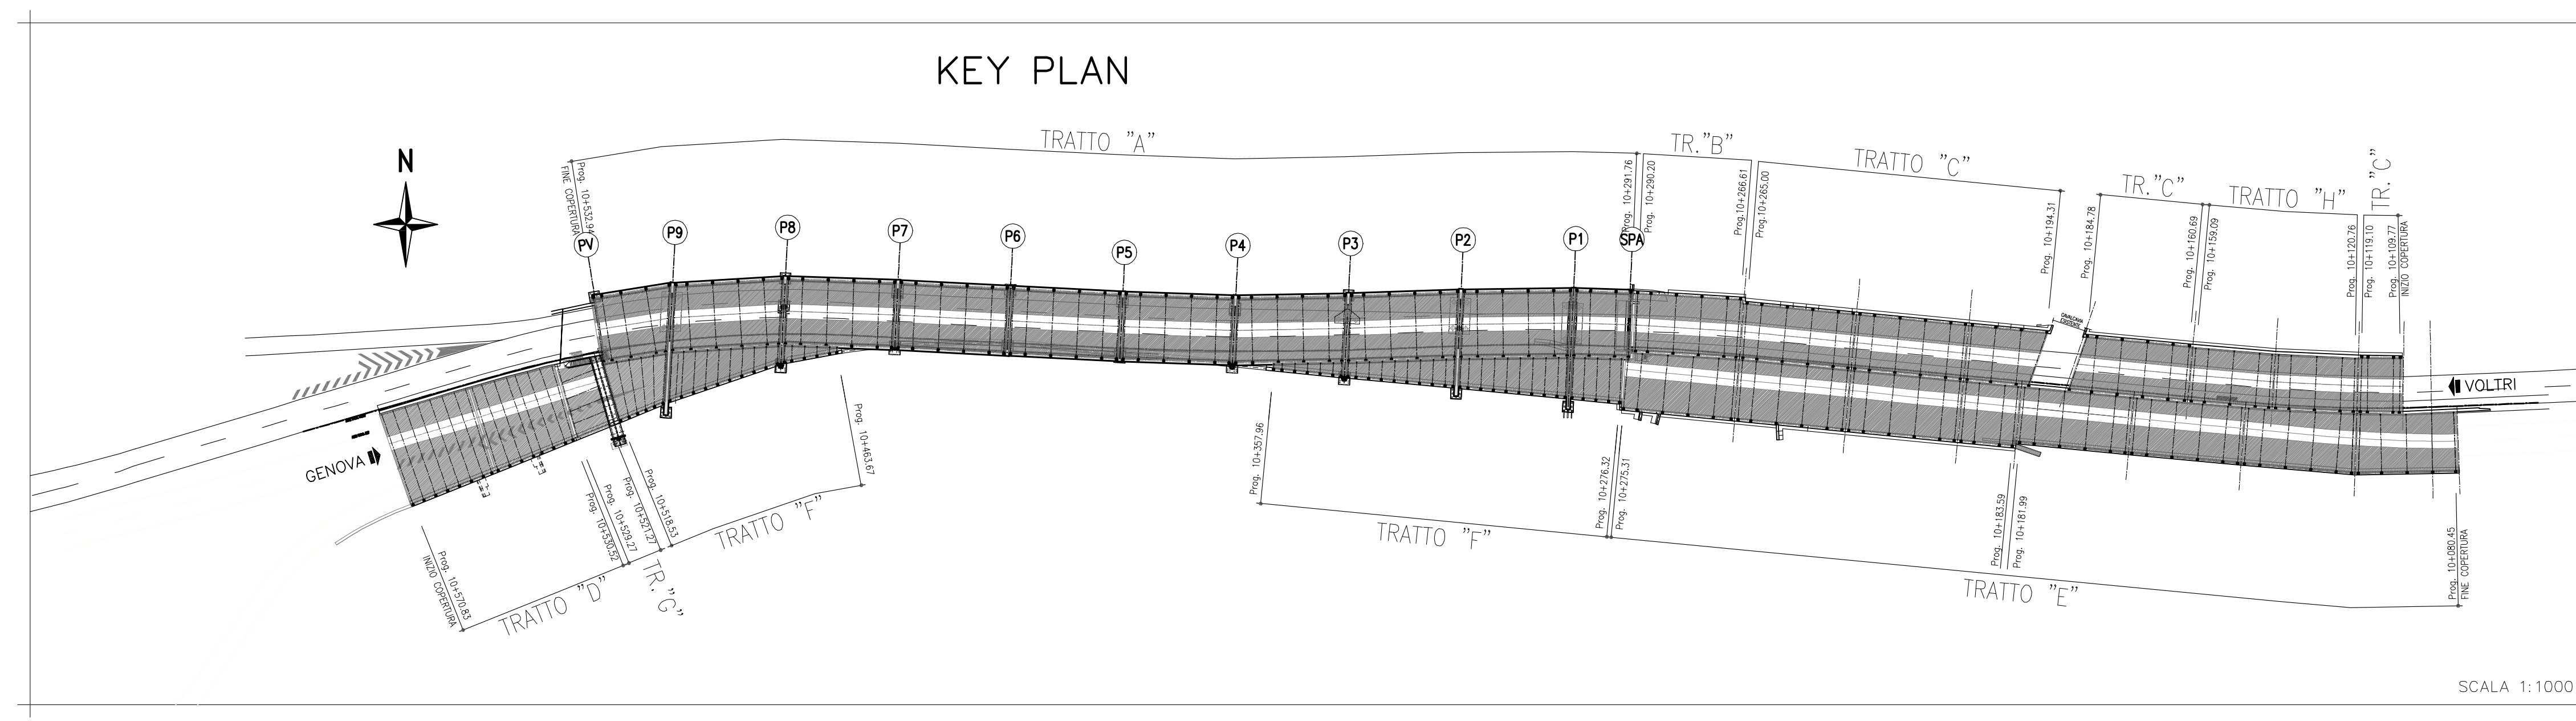 KEY PLAN
N
TRATTO "A"
TR."B"
TRATTO "C"
TR."C"
TRATTO "H"
TR."C"
Prog. 10+532.94
FINE COPERTURA
Prog. 10+291.76
Prog. 10+290.20
Prog.10+266.61
Prog.10+265.00
Prog. 10+194.31
Prog. 10+184.78
Prog. 10+160.69
Prog. 10+159.09
Prog. 10+120.76
Prog. 10+119.10
Prog. 10+109.77
INIZIO COPERTURA
PV
P9
P8
P7
P6
P5
P4
P3
P2
P1
SPA
CAVALCAVIA
ESISTENTE
VOLTRI
GENOVA
Prog. 10+570.83
INIZIO COPERTURA
Prog. 10+530.52
Prog. 10+529.27
Prog. 10+521.27
Prog. 10+518.53
Prog. 10+463.67
Prog. 10+357.96
Prog. 10+276.32
Prog. 10+275.31
Prog. 10+183.59
Prog. 10+181.99
Prog. 10+080.45
FINE COPERTURA
TRATTO "D"
TR."G"
TRATTO "F"
TRATTO "F"
TRATTO "E"
SCALA 1:1000